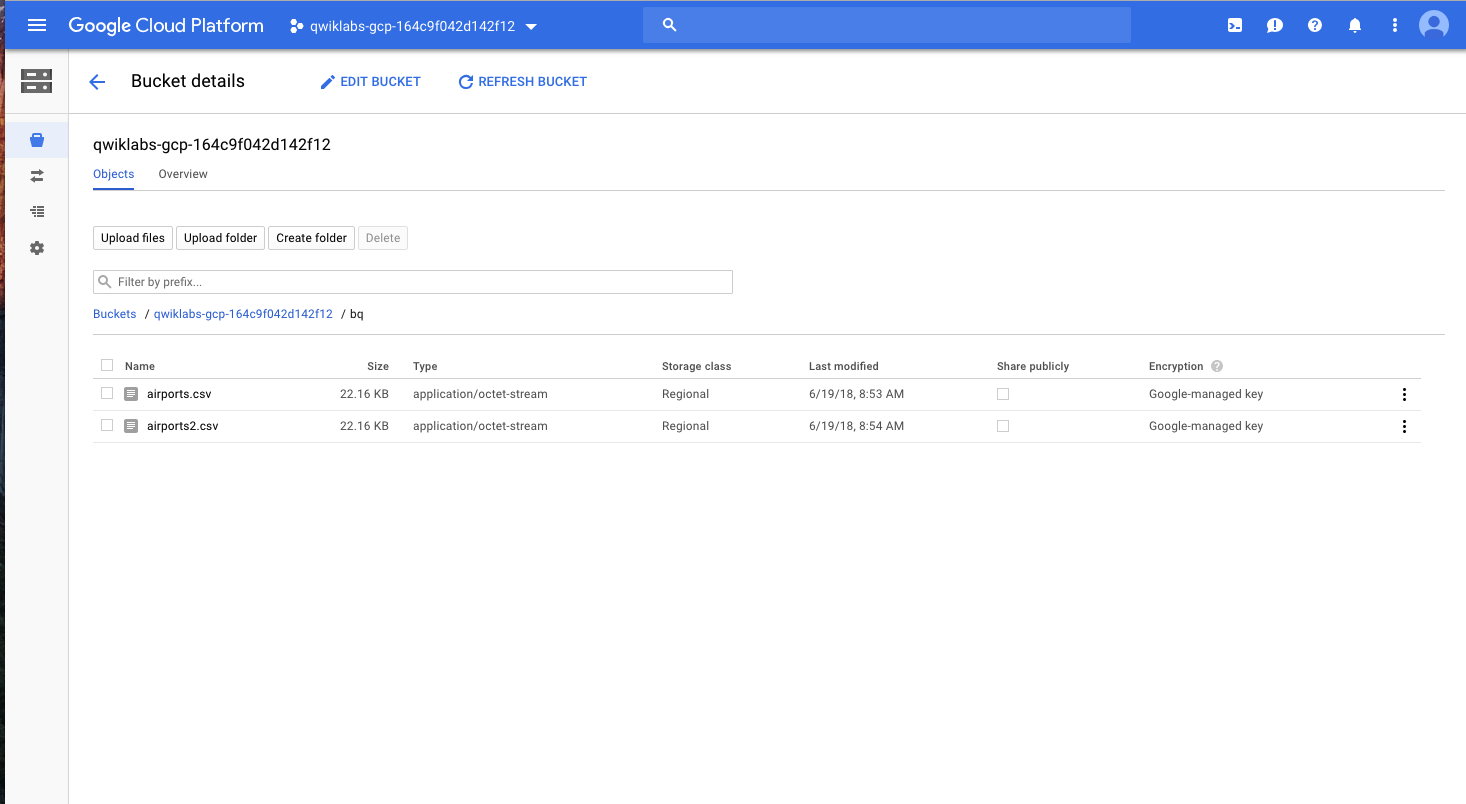 Google Cloud Platform qwiklabs-gcp-164c9f042d142f12
Bucket details EDIT BUCKET REFRESH BUCKET
qwiklabs-gcp-164c9f042d142f12
Objects Overview
Upload files Upload folder Create folder Delete
Filter by prefix...
Buckets / qwiklabs-gcp-164c9f042d142f12 / bq
Name Size Type Storage class Last modified Share publicly Encryption ?
airports.csv 22.16 KB application/octet-stream Regional 6/19/18, 8:53 AM Google-managed key
airports2.csv 22.16 KB application/octet-stream Regional 6/19/18, 8:54 AM Google-managed key